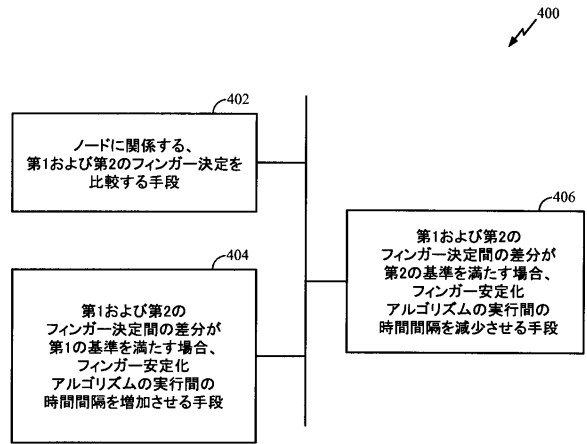 400
402
ノードに関係する、
第1および第2のフィンガー決定を
比較する手段
404
第1および第2の
フィンガー決定間の差分が
第1の基準を満たす場合、
フィンガー安定化
アルゴリズムの実行間の
時間間隔を増加させる手段
406
第1および第2の
フィンガー決定間の差分が
第2の基準を満たす場合、
フィンガー安定化
アルゴリズムの実行間の
時間間隔を減少させる手段